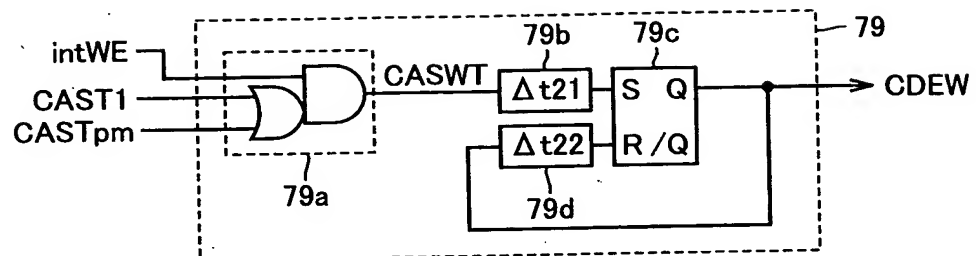 79
79b
79c
intWE
CASWT
Δt21
S Q
CDEW
CAST1
CASTpm
Δt22
R /Q
79a
79d